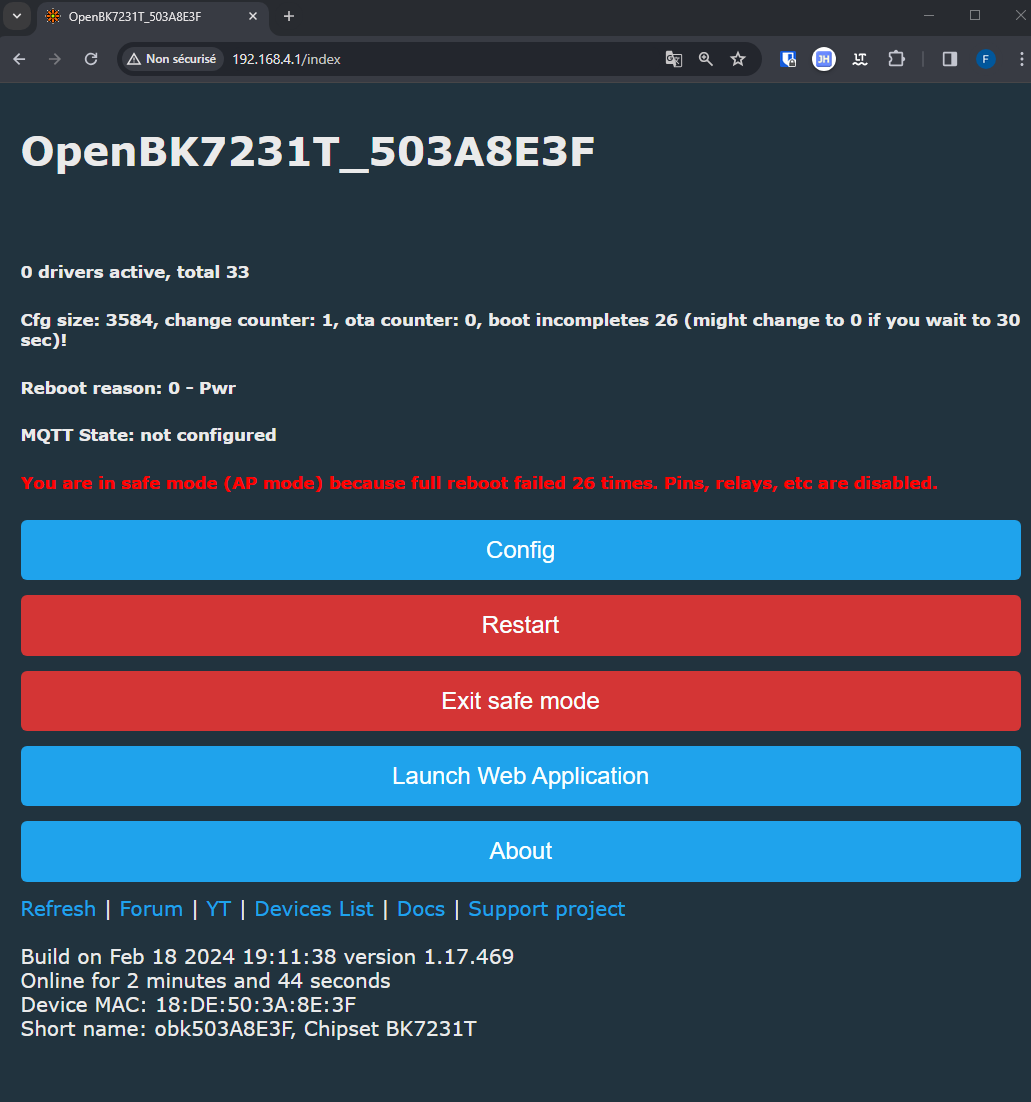 OpenBK7231T_503A8E3F
Non sécurisé
192.168.4.1/index
JH
LT
F
OpenBK7231T_503A8E3F
0 drivers active, total 33
Cfg size: 3584, change counter: 1, ota counter: 0, boot incompletes 26 (might change to 0 if you wait to 30
sec)!
Reboot reason: 0 - Pwr
MQTT State: not configured
You are in safe mode (AP mode) because full reboot failed 26 times. Pins, relays, etc are disabled.
Config
Restart
Exit safe mode
Launch Web Application
About
Refresh | Forum | YT | Devices List | Docs | Support project
Build on Feb 18 2024 19:11:38 version 1.17.469
Online for 2 minutes and 44 seconds
Device MAC: 18:DE:50:3A:8E:3F
Short name: obk503A8E3F, Chipset BK7231T